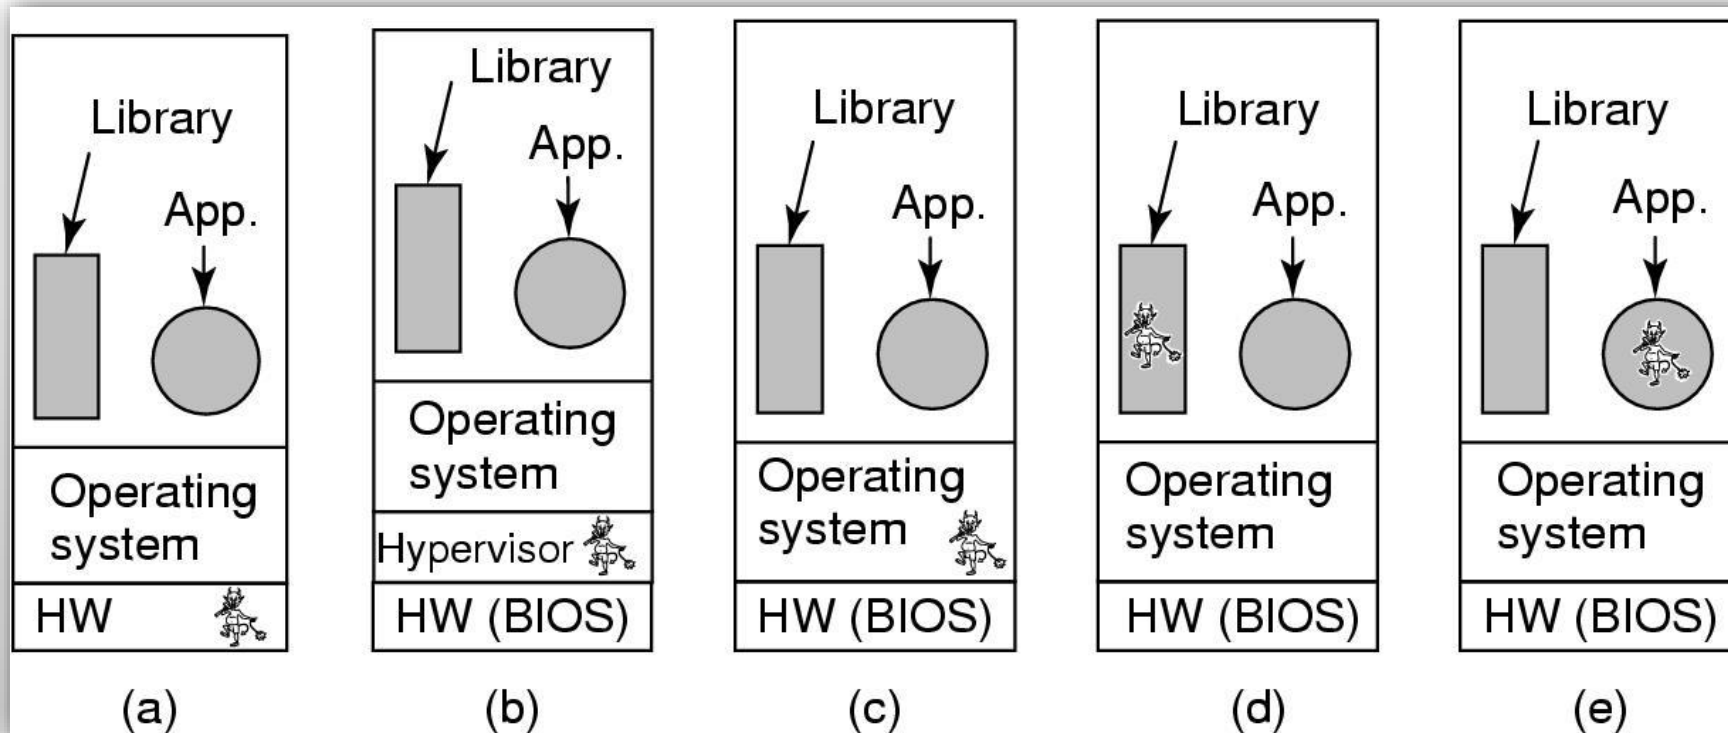 Library
App.
Operating
system
HW
(a)
Library
App.
Operating
system
Hypervisor
HW (BIOS)
(b)
Library
App.
Operating
system
HW (BIOS)
(c)
Library
App.
Operating
system
HW (BIOS)
(d)
Library
App.
Operating
system
HW (BIOS)
(e)